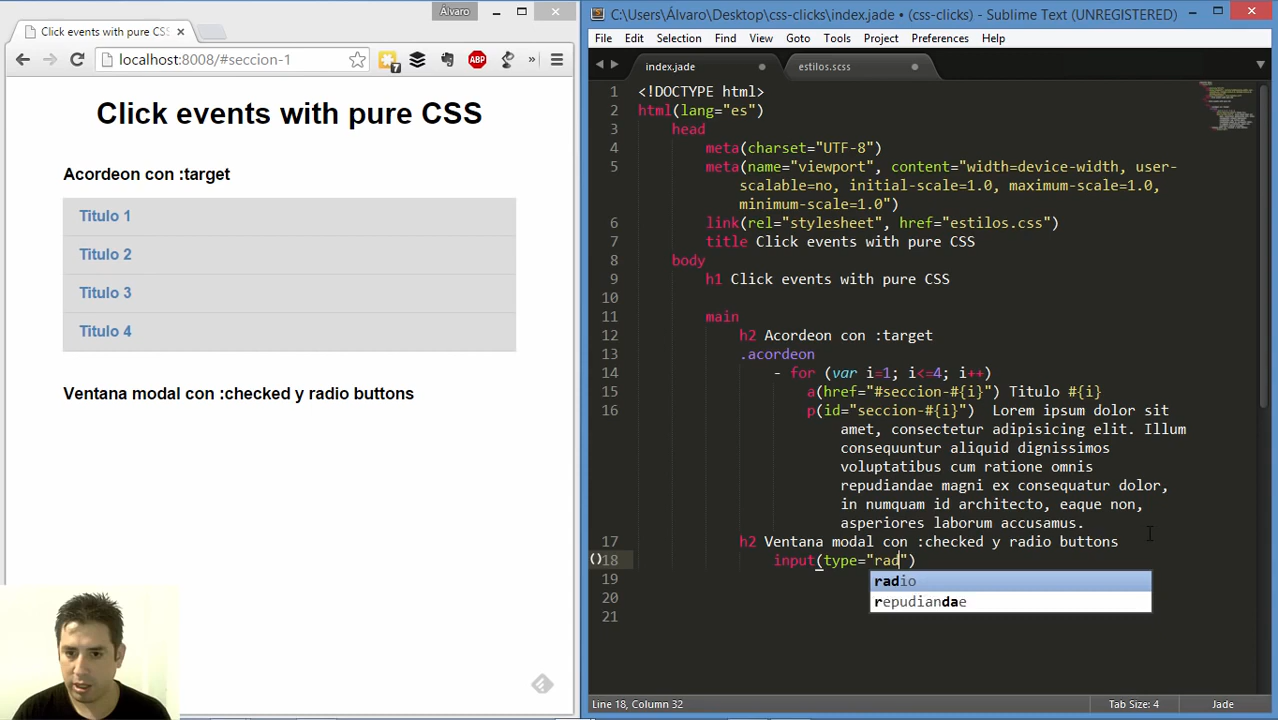 Álvaro
Click events with pure CSS
localhost:8008/#seccion-1
7
ABP
»
Click events with pure CSS
Acordeon con :target
Titulo 1
Titulo 2
Titulo 3
Titulo 4
Ventana modal con :checked y radio buttons
C:\Users\Álvaro\Desktop\css-clicks\index.jade • (css-clicks) - Sublime Text (UNREGISTERED)
File Edit Selection Find View Goto Tools Project Preferences Help
index.jade estilos.scss
1 <!DOCTYPE html>
2 html(lang="es")
3 head
4 meta(charset="UTF-8")
5 meta(name="viewport", content="width=device-width, user-
scalable=no, initial-scale=1.0, maximum-scale=1.0,
minimum-scale=1.0")
6 link(rel="stylesheet", href="estilos.css")
7 title Click events with pure CSS
8 body
9 h1 Click events with pure CSS
10
11 main
12 h2 Acordeon con :target
13 .acordeon
14 - for (var i=1; i<=4; i++)
15 a(href="#seccion-#{i}") Titulo #{i}
16 p(id="seccion-#{i}")  Lorem ipsum dolor sit
amet, consectetur adipisicing elit. Illum
consequuntur aliquid dignissimos
voluptatibus cum ratione omnis
repudiandae magni ex consequatur dolor,
in numquam id architecto, eaque non,
asperiores laborum accusamus.
17 h2 Ventana modal con :checked y radio buttons
()18 input(type="rad")
radio
19
repudiandae
20
21
Line 18, Column 32 Tab Size: 4 Jade